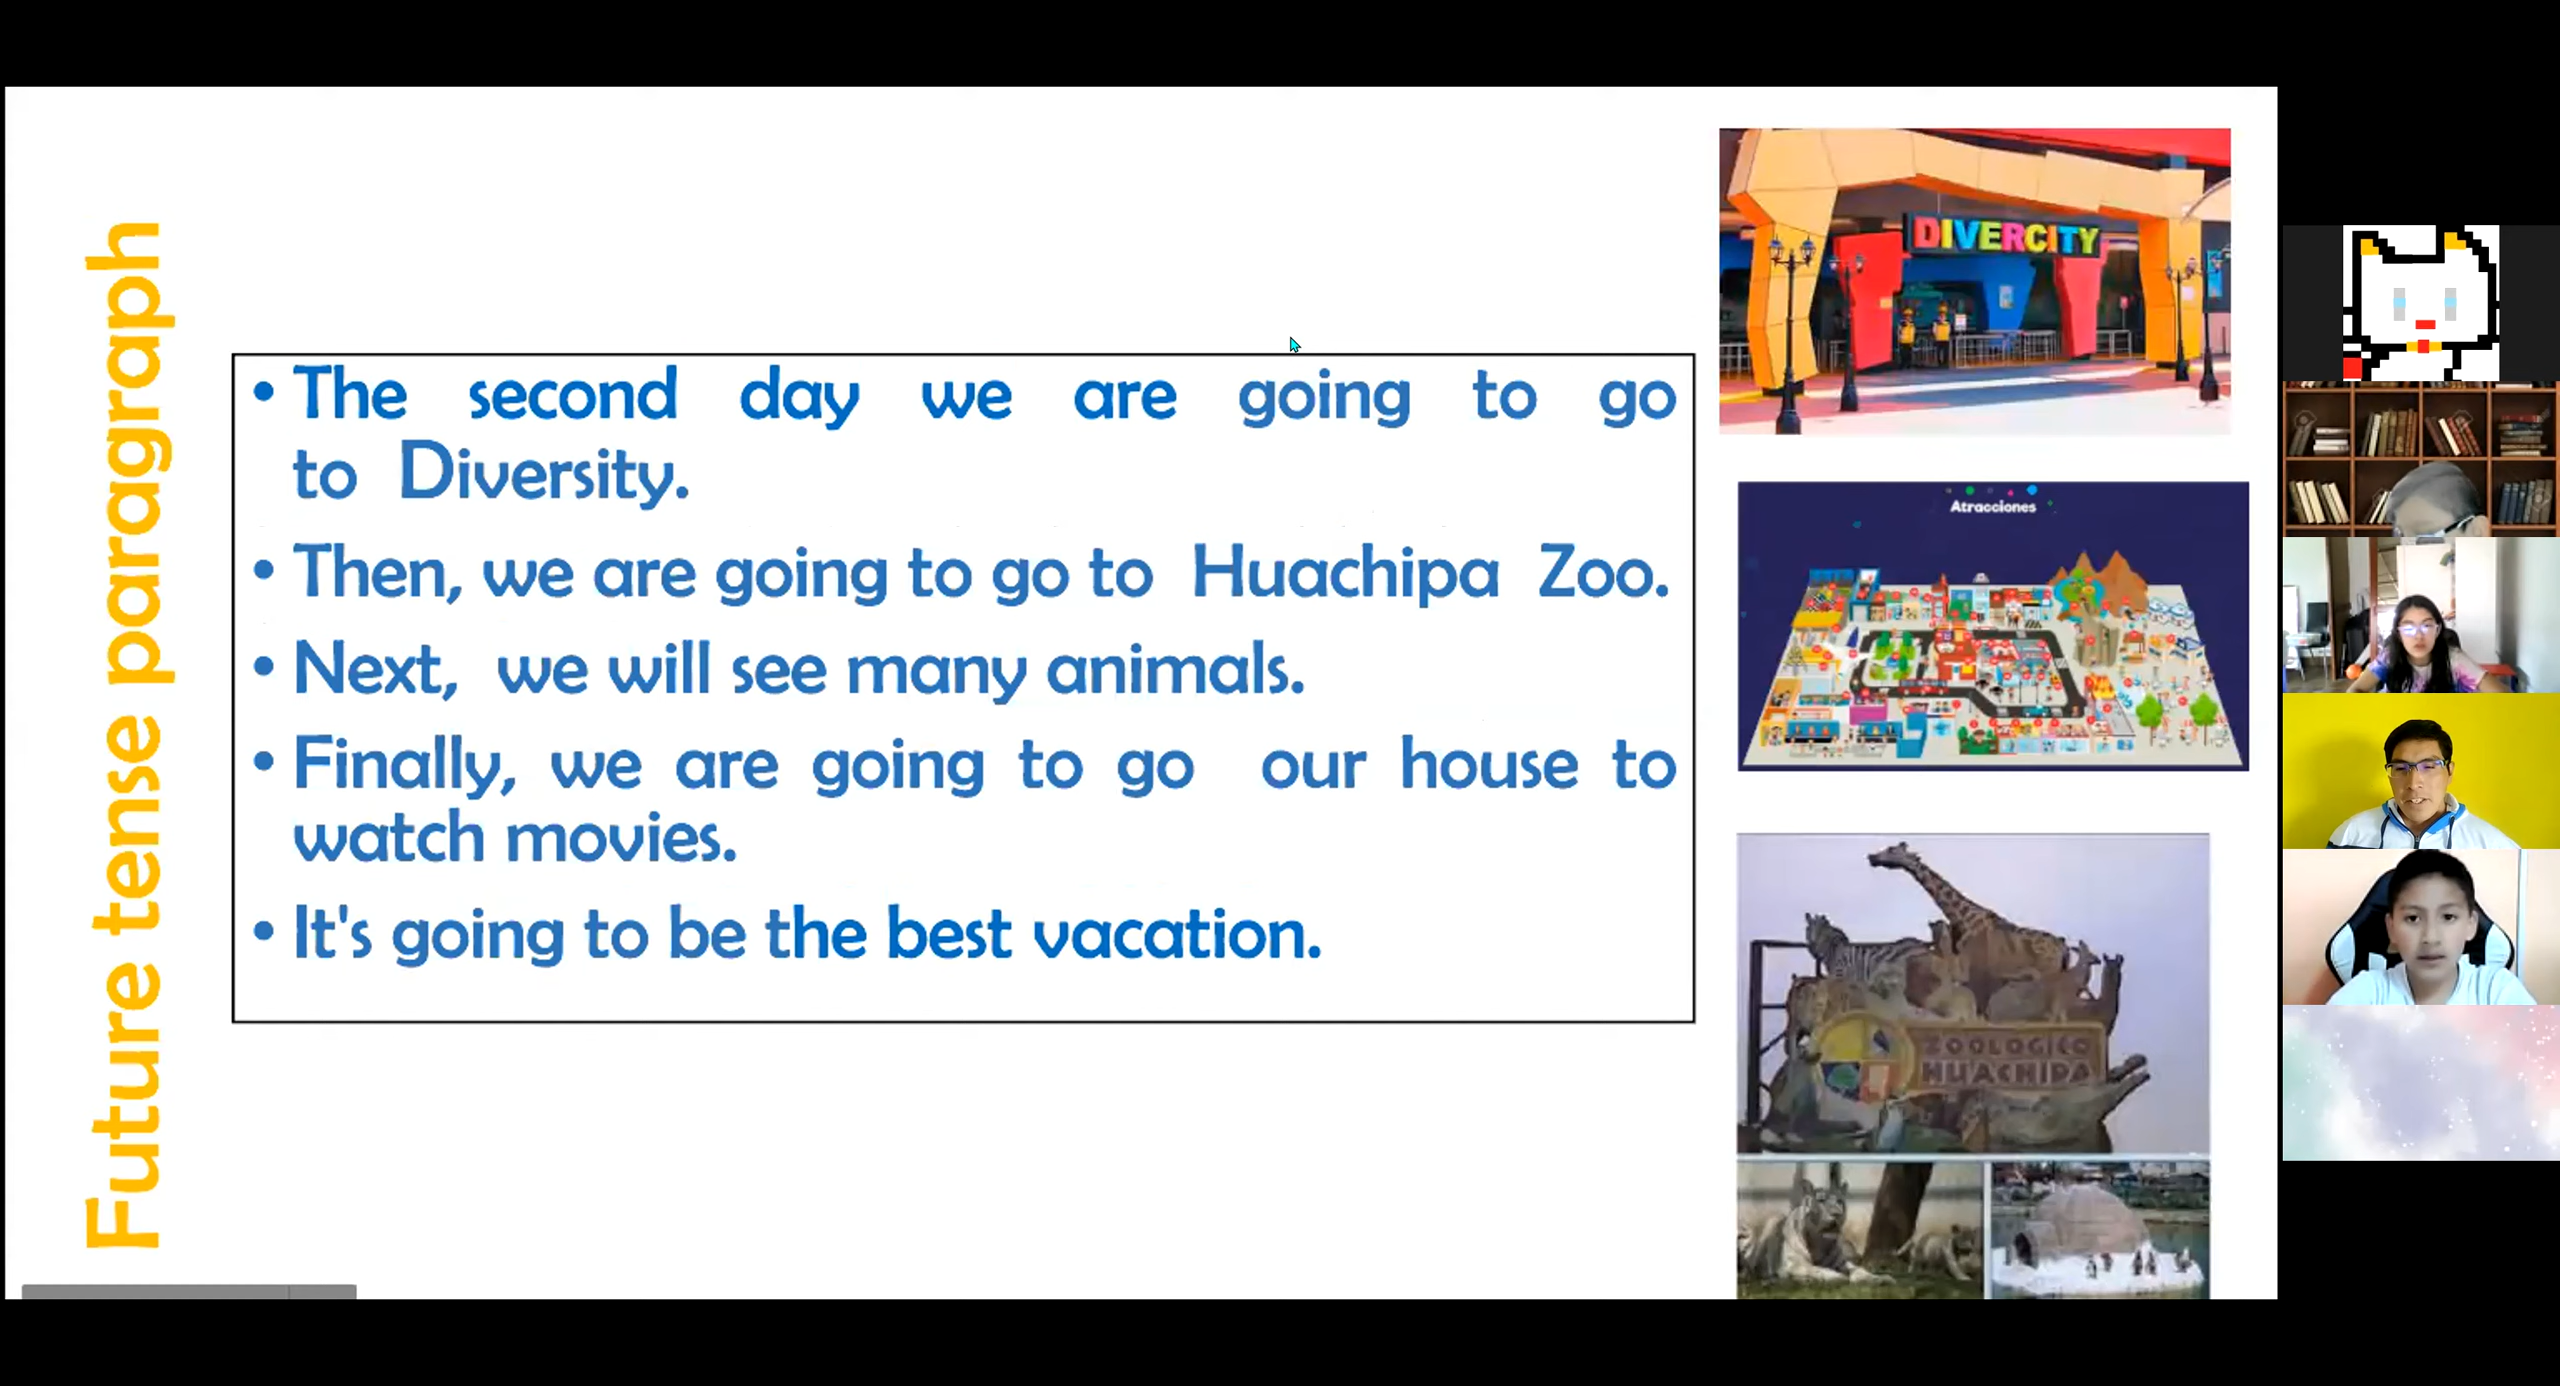 Future tense paragraph
• The second day we are going to go
to Diversity.
• Then, we are going to go to Huachipa Zoo.
• Next, we will see many animals.
• Finally, we are going to go our house to
watch movies.
• It's going to be the best vacation.
DIVERCITY
Atracciones
ZOOLOGICO
HUACHIPA